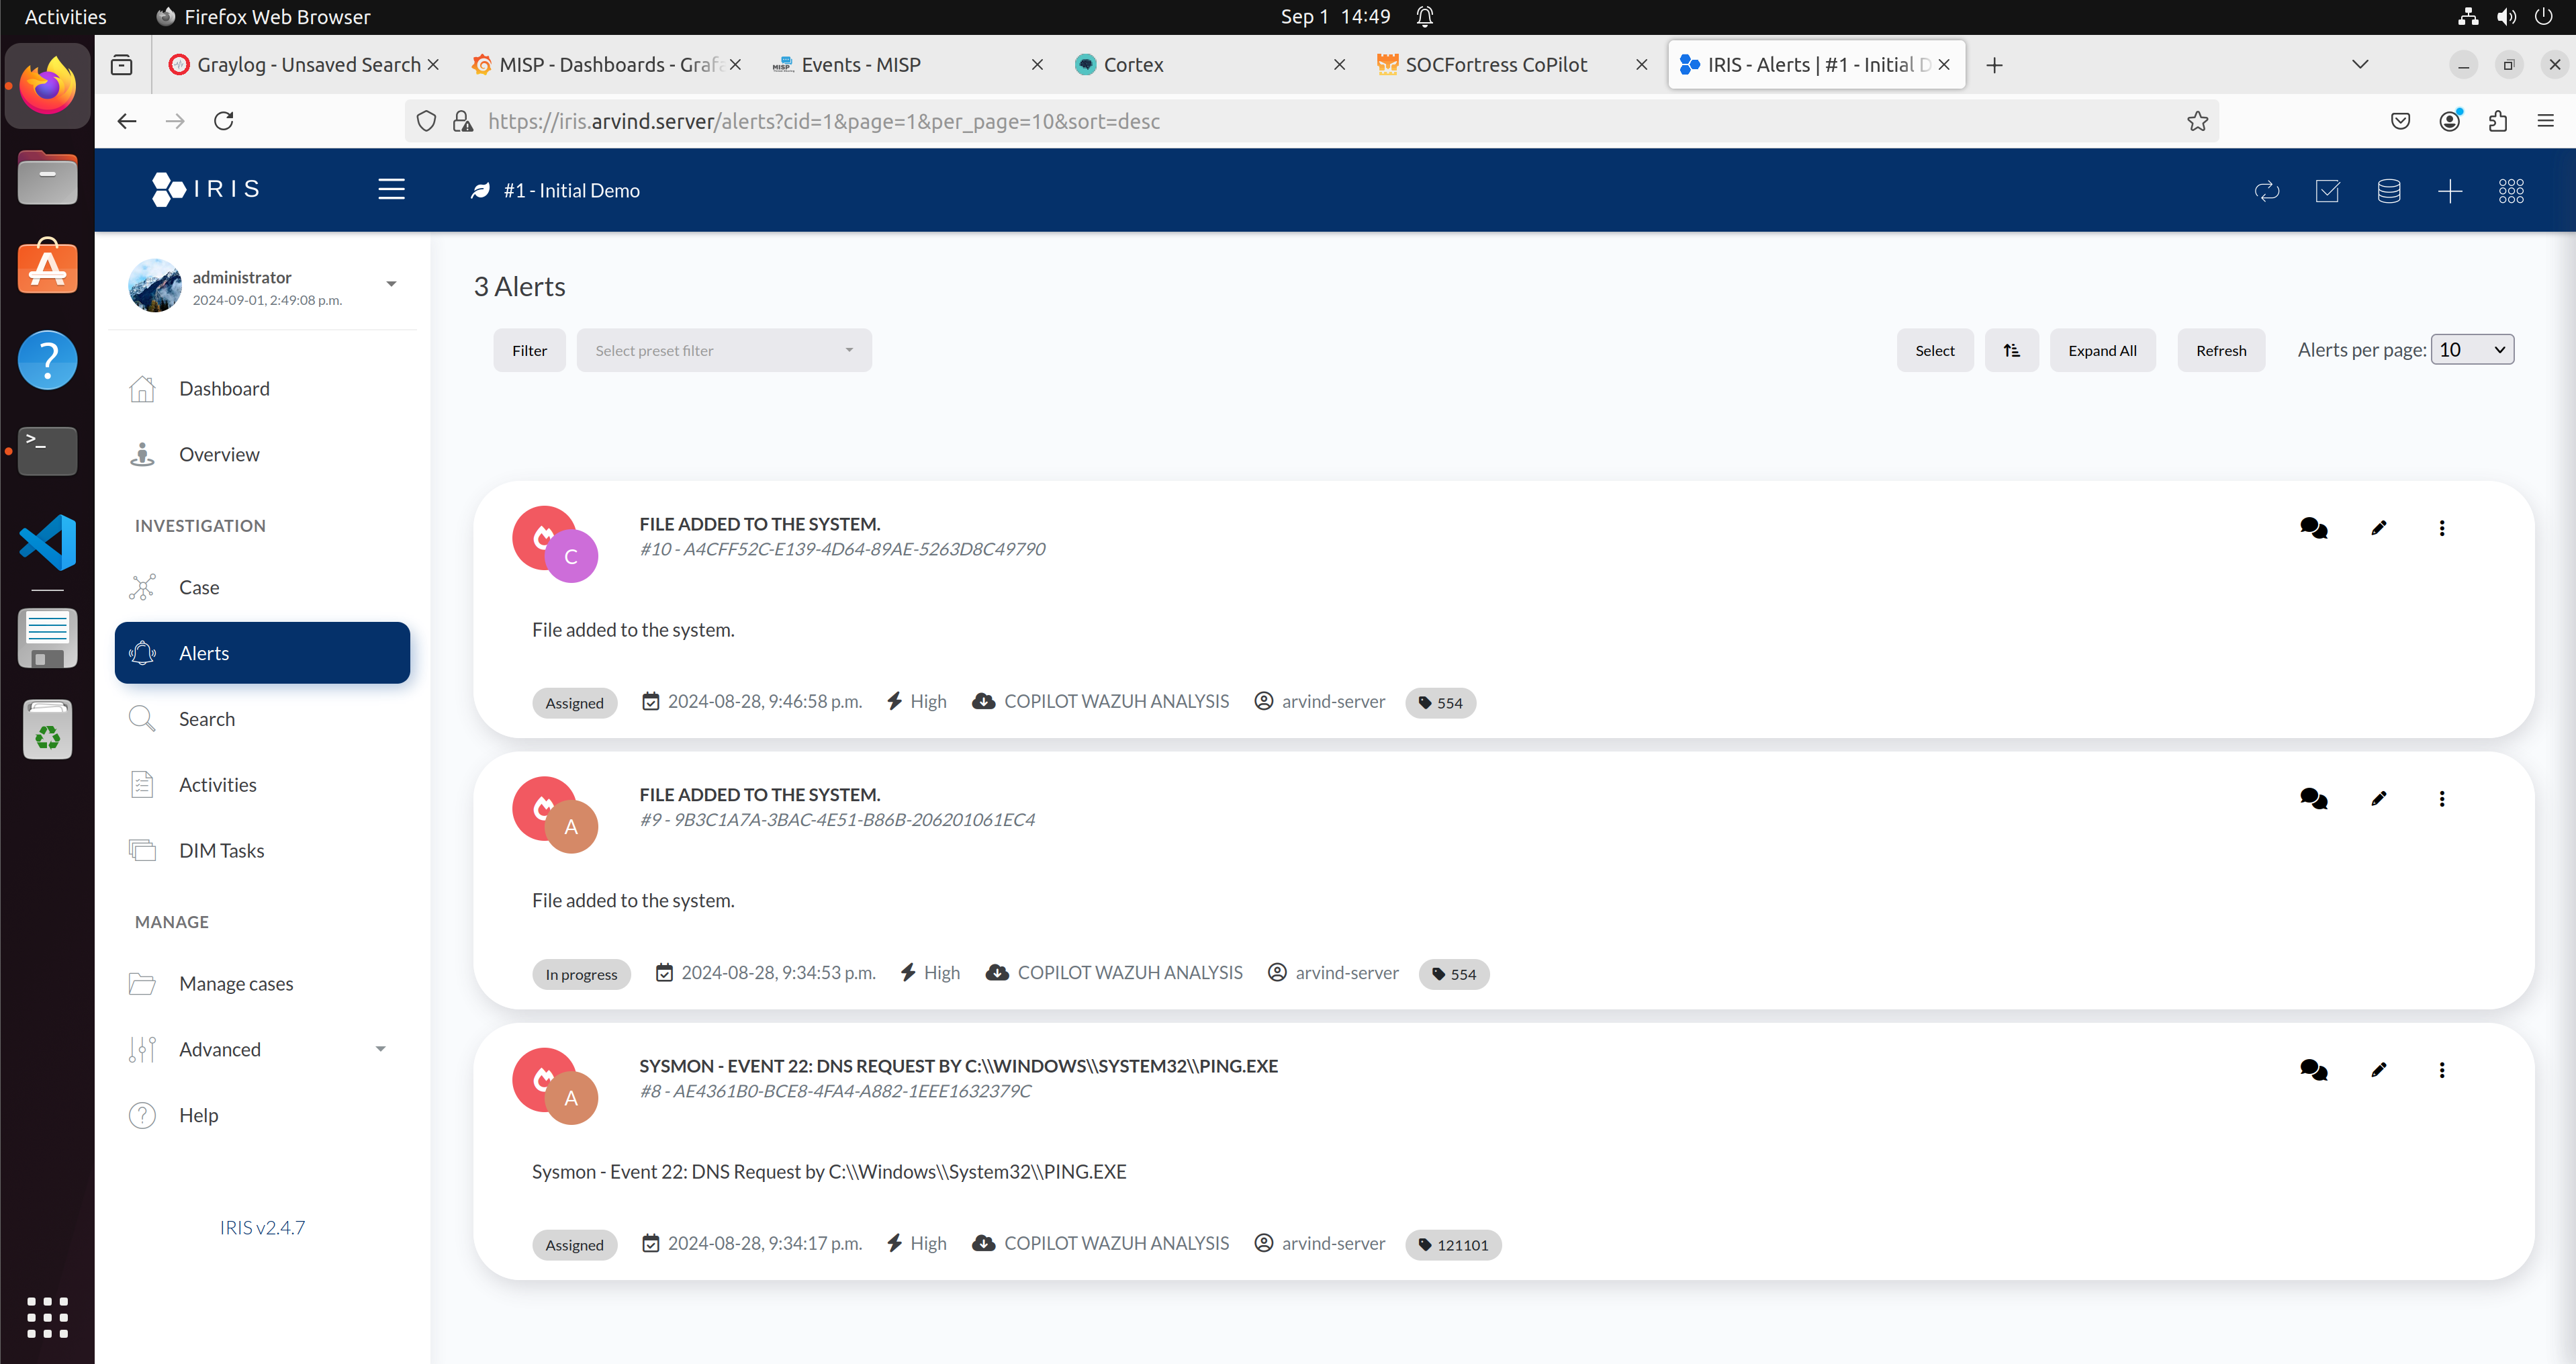 Activities Firefox Web Browser Sep 1 14:49
Graylog - Unsaved Search MISP - Dashboards - Grafa Events - MISP Cortex SOCFortress CoPilot IRIS - Alerts | #1 - Initial D
https://iris.arvind.server/alerts?cid=1&page=1&per_page=10&sort=desc
IRIS #1 - Initial Demo
administrator
2024-09-01, 2:49:08 p.m.
Dashboard
Overview
INVESTIGATION
Case
Alerts
Search
Activities
DIM Tasks
MANAGE
Manage cases
Advanced
Help
IRIS v2.4.7
3 Alerts
Filter Select preset filter Select Expand All Refresh Alerts per page: 10
C
FILE ADDED TO THE SYSTEM.
#10 - A4CFF52C-E139-4D64-89AE-5263D8C49790
File added to the system.
Assigned 2024-08-28, 9:46:58 p.m. High COPILOT WAZUH ANALYSIS arvind-server 554
A
FILE ADDED TO THE SYSTEM.
#9 - 9B3C1A7A-3BAC-4E51-B86B-206201061EC4
File added to the system.
In progress 2024-08-28, 9:34:53 p.m. High COPILOT WAZUH ANALYSIS arvind-server 554
A
SYSMON - EVENT 22: DNS REQUEST BY C:\\WINDOWS\\SYSTEM32\\PING.EXE
#8 - AE4361B0-BCE8-4FA4-A882-1EEE1632379C
Sysmon - Event 22: DNS Request by C:\\Windows\\System32\\PING.EXE
Assigned 2024-08-28, 9:34:17 p.m. High COPILOT WAZUH ANALYSIS arvind-server 121101